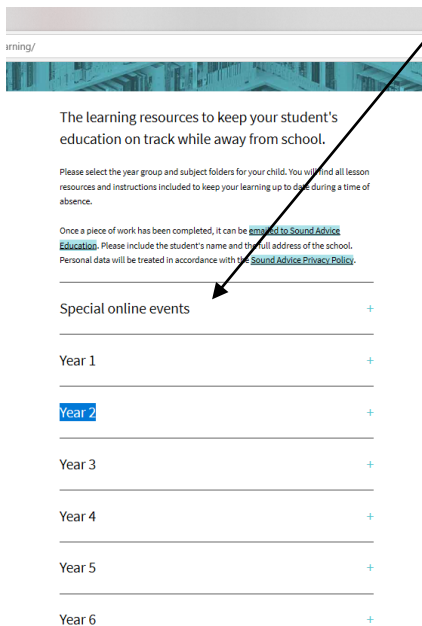 arning/
The learning resources to keep your student's
education on track while away from school.
Please select the year group and subject folders for your child. You will find all lesson
resources and instructions included to keep your learning up to date during a time of
absence.
Once a piece of work has been completed, it can be emailed to Sound Advice
Education. Please include the student's name and the full address of the school.
Personal data will be treated in accordance with the Sound Advice Privacy Policy.
Special online events +
Year 1 +
Year 2 +
Year 3 +
Year 4 +
Year 5 +
Year 6 +